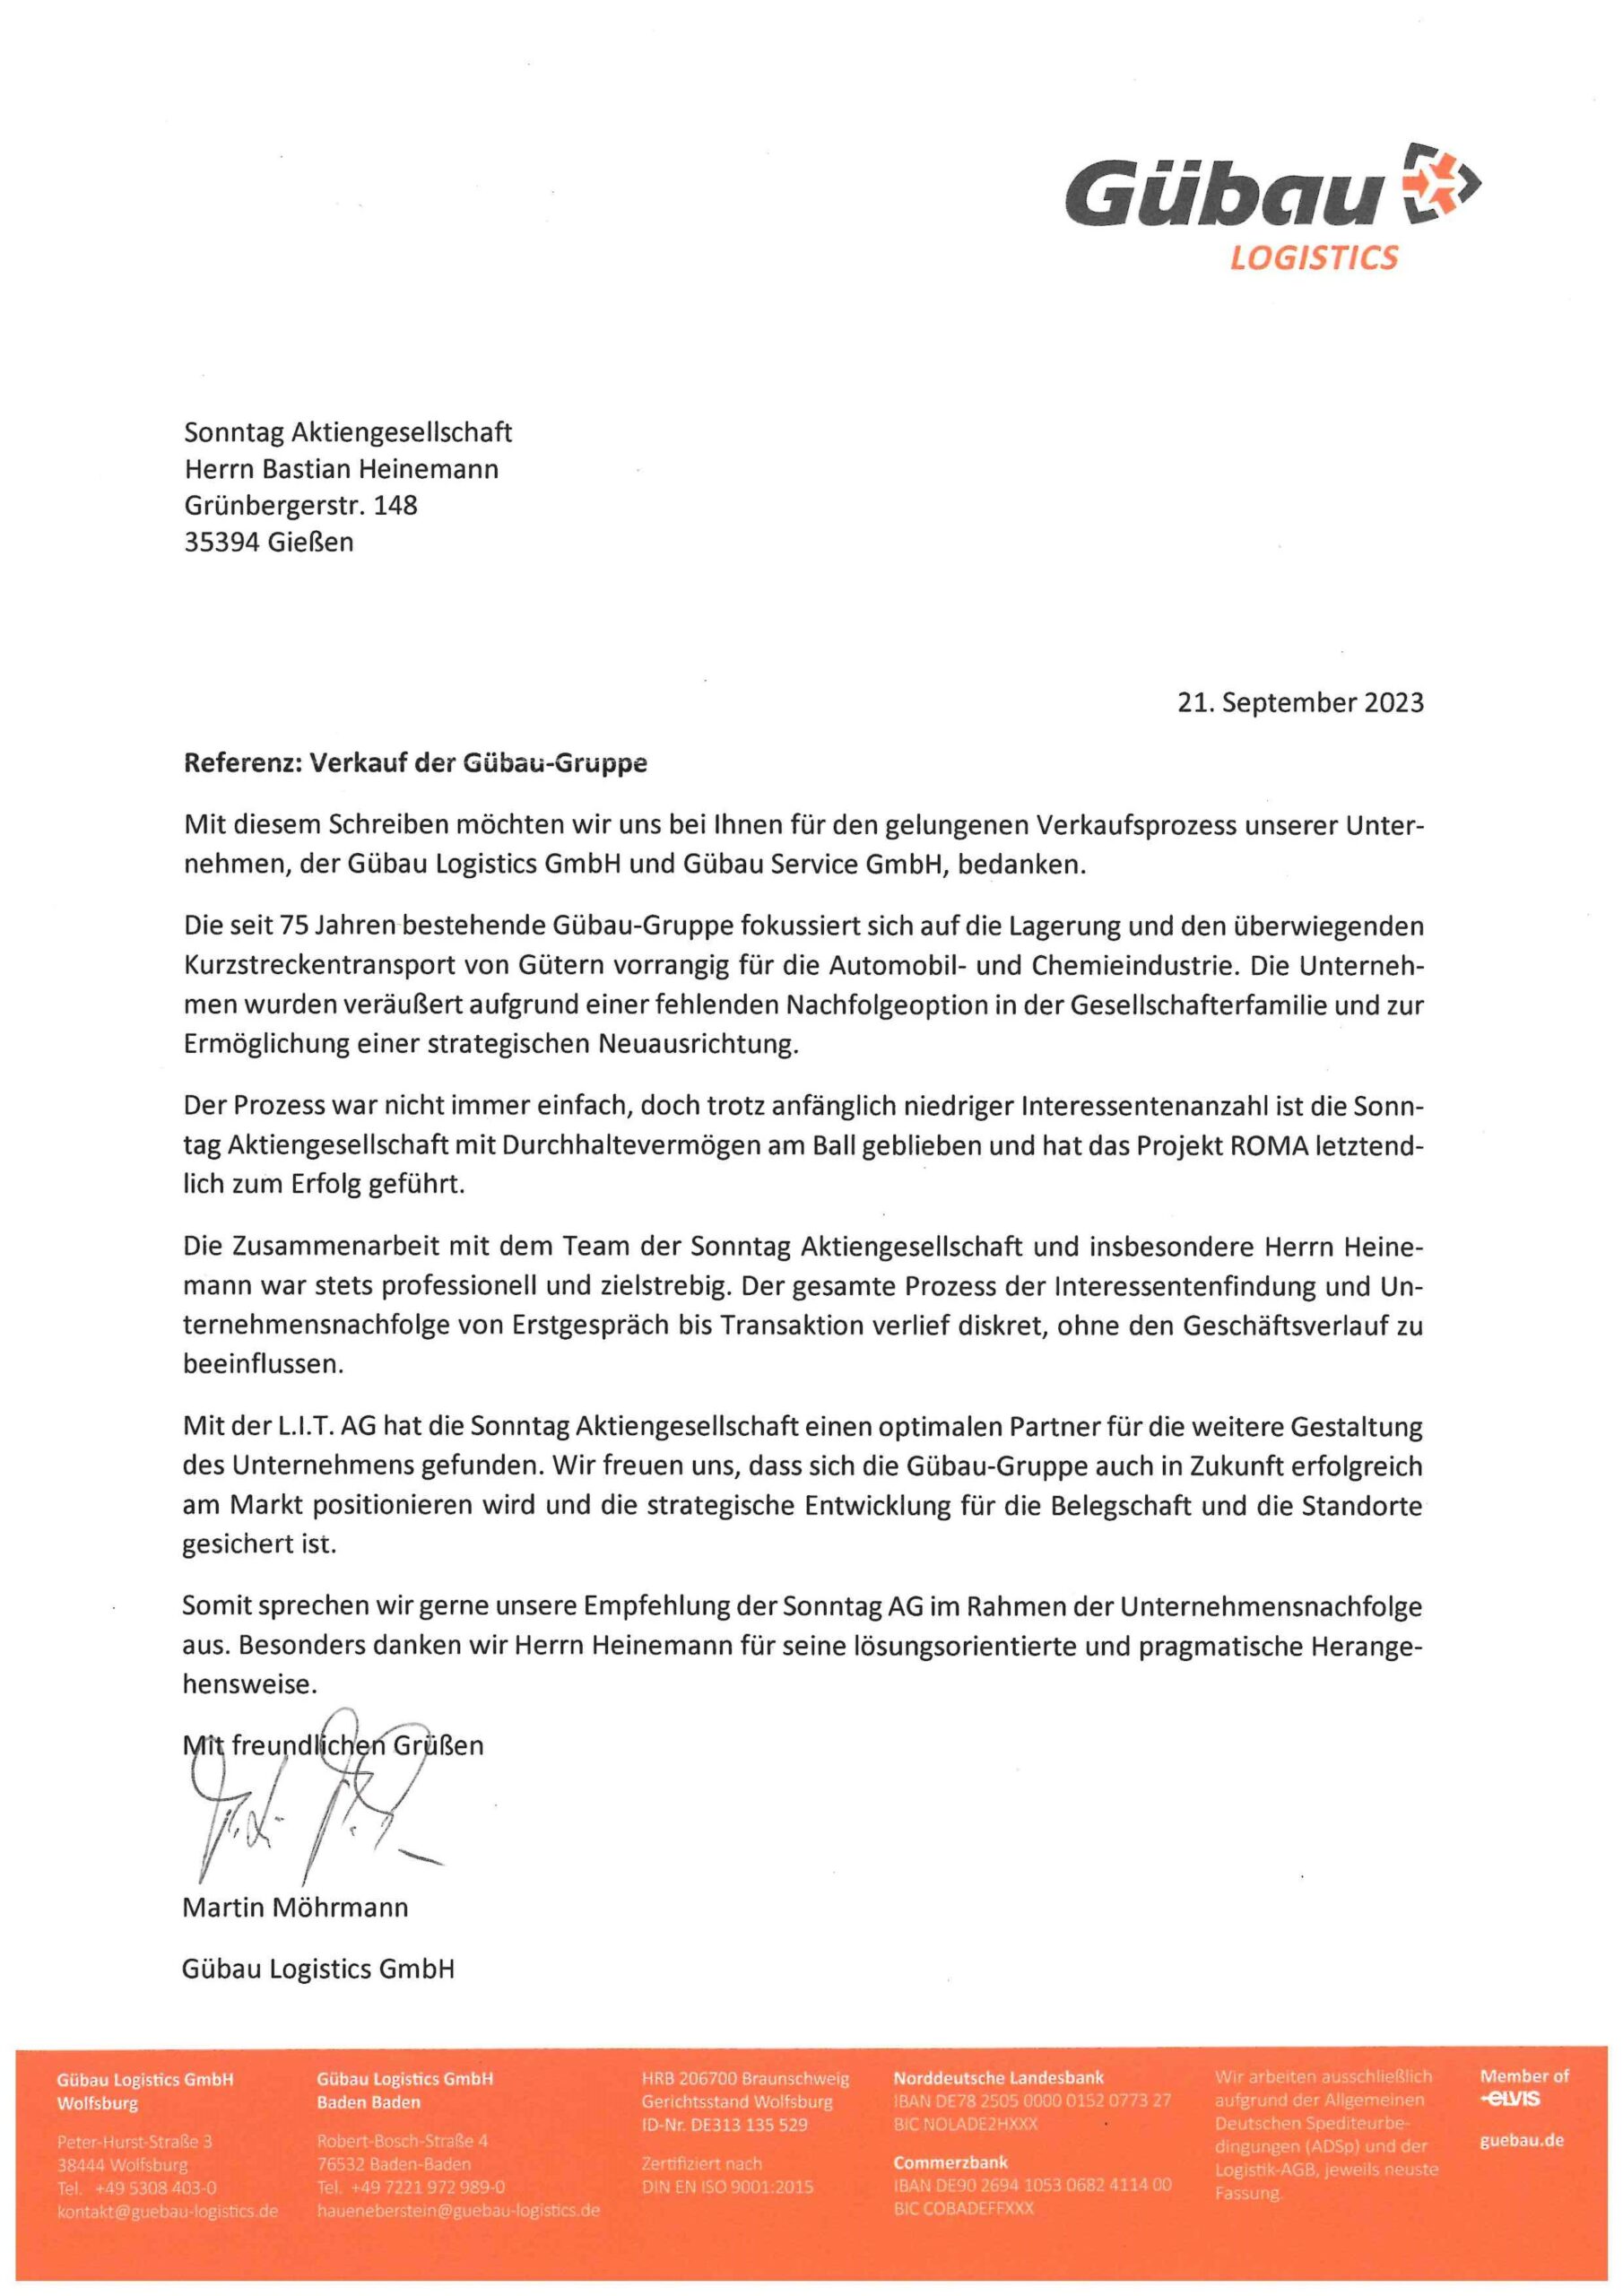 Gübau
LOGISTICS
Sonntag Aktiengesellschaft
Herrn Bastian Heinemann
Grünbergerstr. 148
35394 Gießen
21. September 2023
Referenz: Verkauf der Gübau-Gruppe
Mit diesem Schreiben möchten wir uns bei Ihnen für den gelungenen Verkaufsprozess unserer Unter-
nehmen, der Gübau Logistics GmbH und Gübau Service GmbH, bedanken.
Die seit 75 Jahren bestehende Gübau-Gruppe fokussiert sich auf die Lagerung und den überwiegenden
Kurzstreckentransport von Gütern vorrangig für die Automobil- und Chemieindustrie. Die Unterneh-
men wurden veräußert aufgrund einer fehlenden Nachfolgeoption in der Gesellschafterfamilie und zur
Ermöglichung einer strategischen Neuausrichtung.
Der Prozess war nicht immer einfach, doch trotz anfänglich niedriger Interessentenanzahl ist die Sonn-
tag Aktiengesellschaft mit Durchhaltevermögen am Ball geblieben und hat das Projekt ROMA letztend-
lich zum Erfolg geführt.
Die Zusammenarbeit mit dem Team der Sonntag Aktiengesellschaft und insbesondere Herrn Heine-
mann war stets professionell und zielstrebig. Der gesamte Prozess der Interessentenfindung und Un-
ternehmensnachfolge von Erstgespräch bis Transaktion verlief diskret, ohne den Geschäftsverlauf zu
beeinflussen.
Mit der L.I.T. AG hat die Sonntag Aktiengesellschaft einen optimalen Partner für die weitere Gestaltung
des Unternehmens gefunden. Wir freuen uns, dass sich die Gübau-Gruppe auch in Zukunft erfolgreich
am Markt positionieren wird und die strategische Entwicklung für die Belegschaft und die Standorte
gesichert ist.
Somit sprechen wir gerne unsere Empfehlung der Sonntag AG im Rahmen der Unternehmensnachfolge
aus. Besonders danken wir Herrn Heinemann für seine lösungsorientierte und pragmatische Herange-
hensweise.
Mit freundlichen Grüßen
Martin Möhrmann
Gübau Logistics GmbH
Gübau Logistics GmbH
Wolfsburg
Peter-Hurst-Straße 3
38444 Wolfsburg
Tel. +49 5308 403-0
kontakt@guebau-logistics.de
Gübau Logistics GmbH
Baden Baden
Robert-Bosch-Straße 4
76532 Baden-Baden
Tel. +49 7221 972 989-0
haueneberstein@guebau-logistics.de
HRB 206700 Braunschweig
Gerichtsstand Wolfsburg
ID-Nr. DE313 135 529
Zertifiziert nach
DIN EN ISO 9001:2015
Norddeutsche Landesbank
IBAN DE78 2505 0000 0152 0773 27
BIC NOLADE2HXXX
Commerzbank
IBAN DE90 2694 1053 0682 4114 00
BIC COBADEFFXXX
Wir arbeiten ausschließlich
aufgrund der Allgemeinen
Deutschen Spediteurbe-
dingungen (ADSp) und der
Logistik-AGB, jeweils neuste
Fassung.
Member of
ELVIS
guebau.de